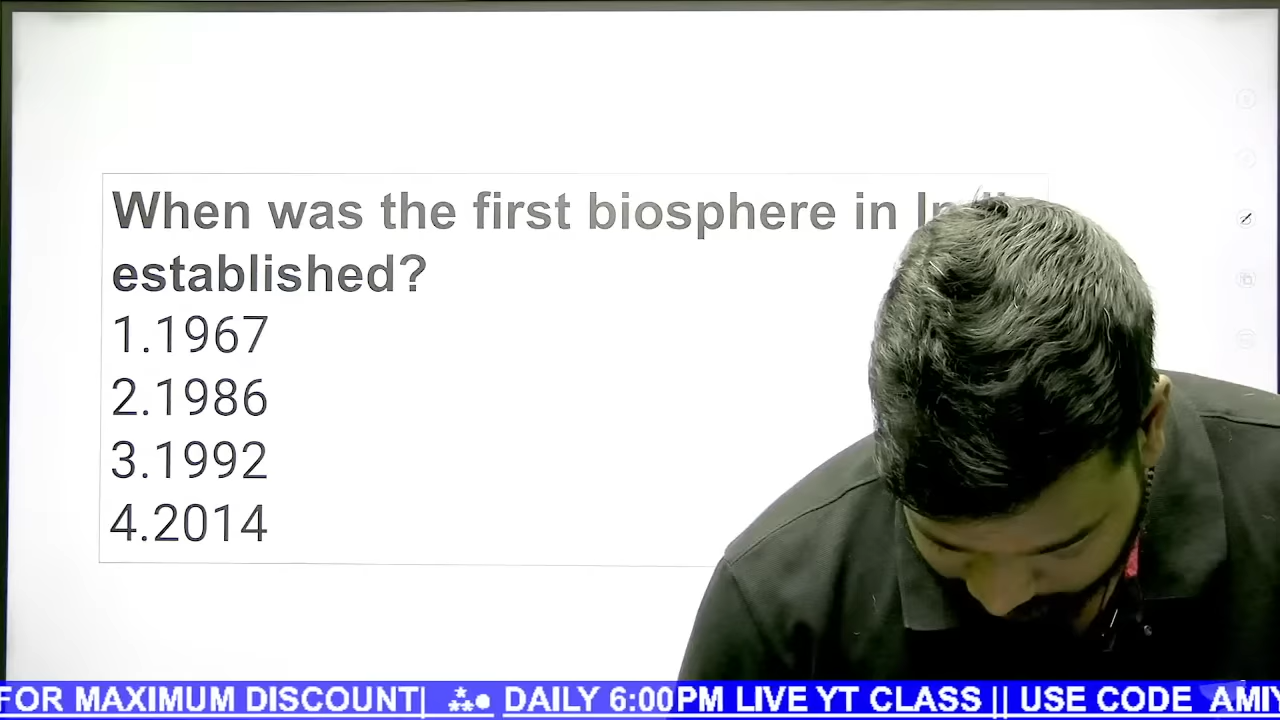 When was the first biosphere in
established?
1.1967
2.1986
3.1992
4.2014
FOR MAXIMUM DISCOUNT| DAILY 6:00PM LIVE YT CLASS || USE CODE